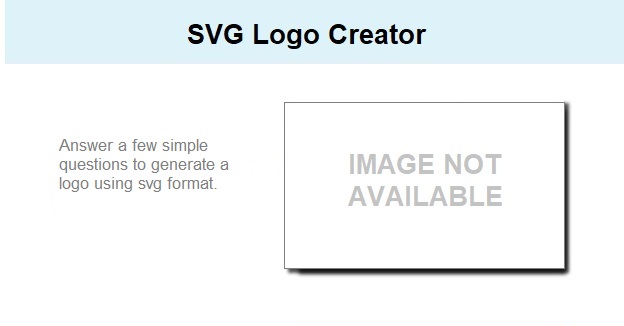 SVG Logo Creator
Answer a few simple
questions to generate a
logo using svg format.
IMAGE NOT
AVAILABLE